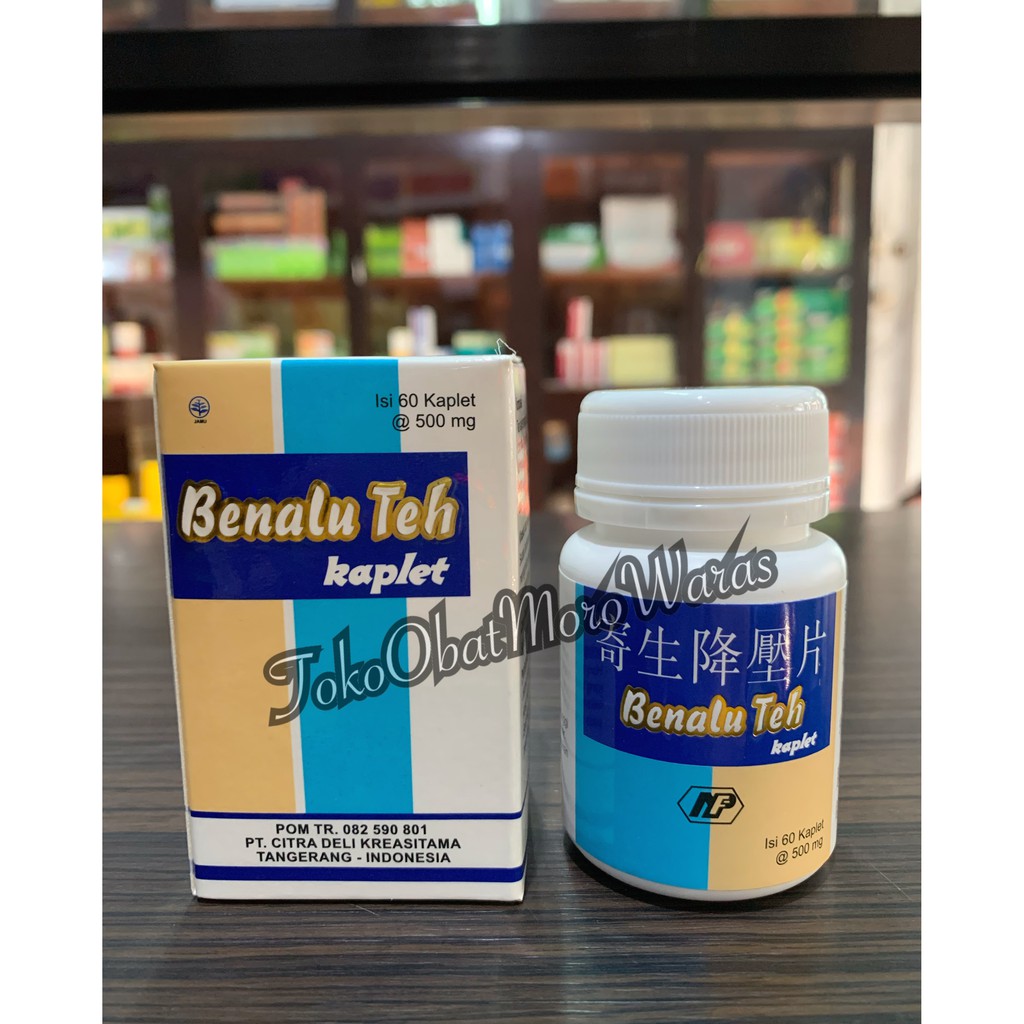 JAMU
Isi 60 Kaplet
@ 500 mg
Benalu Teh
kaplet
POM TR. 082 590 801
PT. CITRA DELI KREASITAMA
TANGERANG - INDONESIA
寄生降壓片
Benalu Teh
kaplet
NFP
Isi 60 Kaplet
@ 500 mg
TokoObatMoroWaras